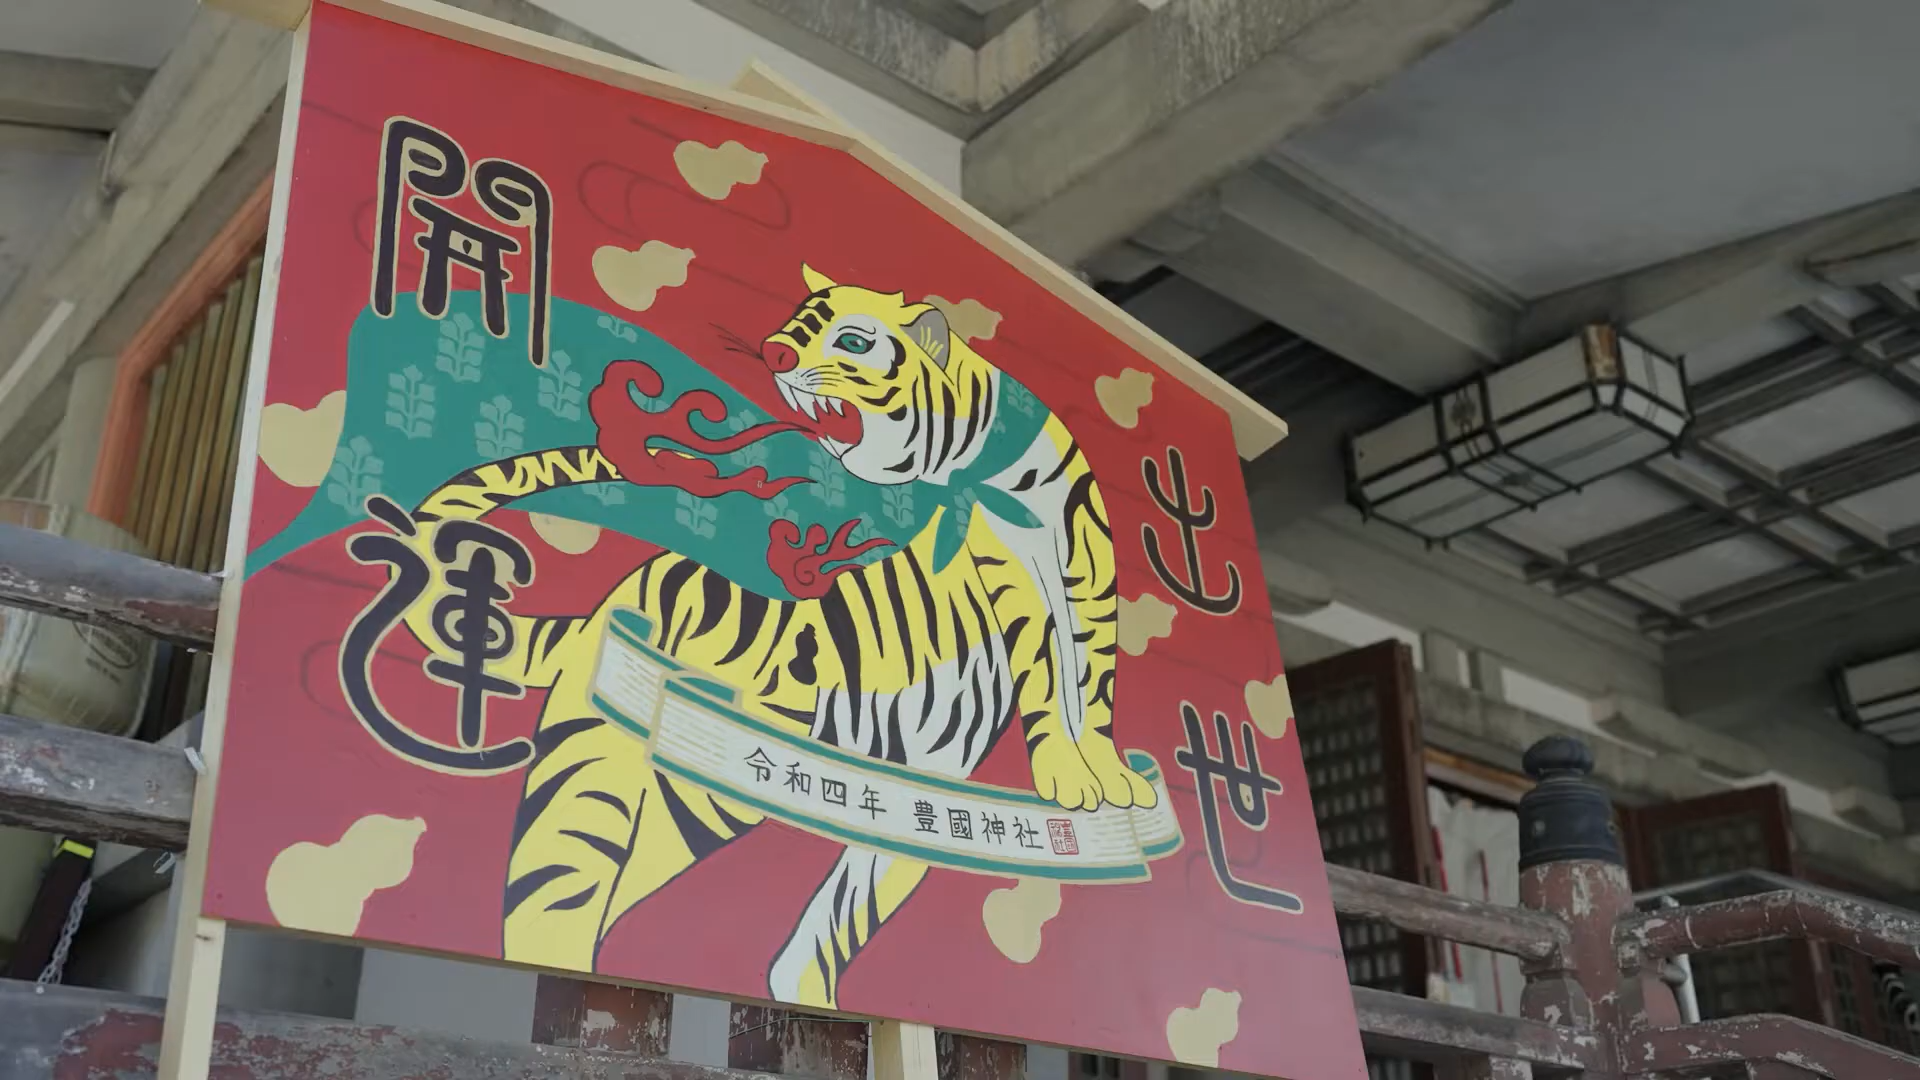 出世
開運
令和四年 豊國神社